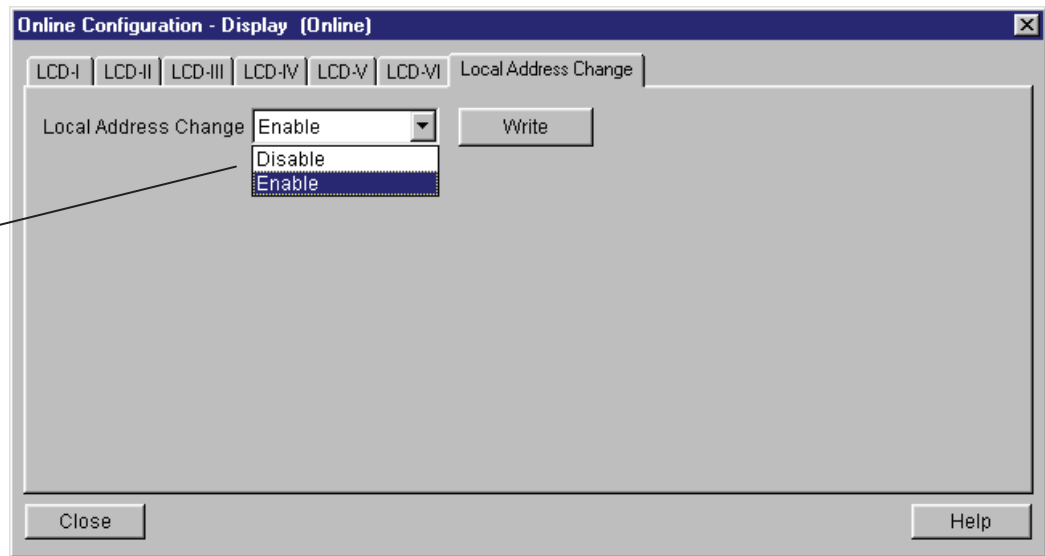 Online Configuration - Display (Online)
LCD-I LCD-II LCD-III LCD-IV LCD-V LCD-VI Local Address Change
Local Address Change Enable Write
Disable
Enable
Close Help